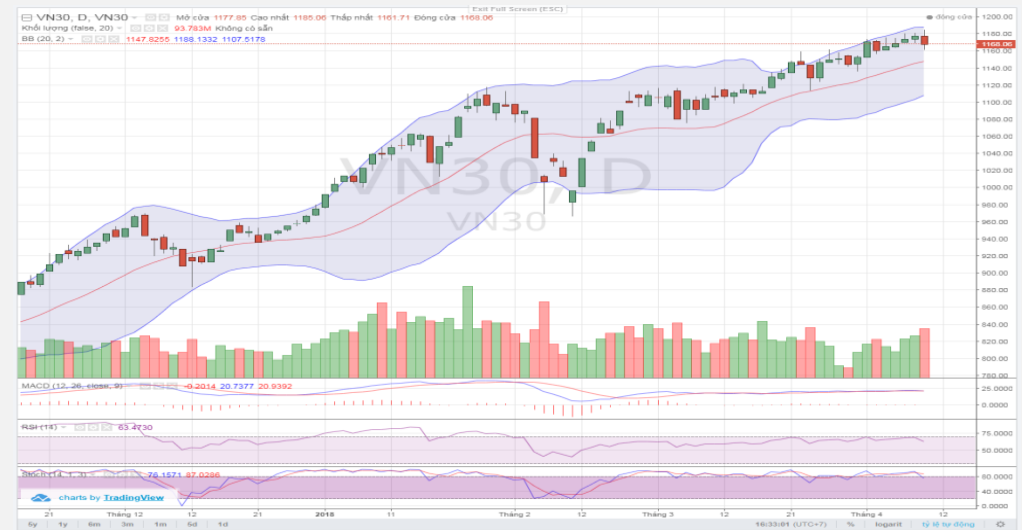 Exit Full Screen (ESC)
VN30, D, VN30 Mở cửa 1177.85 Cao nhất 1185.06 Thấp nhất 1161.71 Đóng cửa 1168.06
Khối lượng (false, 20) 93.783M Không có sẵn
BB (20, 2) 1147.8255 1188.1332 1107.5178
đóng cửa
1200.00
1180.00
1168.06
1160.00
1140.00
1120.00
1100.00
1080.00
1060.00
1040.00
1020.00
1000.00
980.00
960.00
940.00
920.00
900.00
880.00
860.00
840.00
820.00
800.00
780.00
VN30, D
VN30
MACD (12, 26, close, 9) -0.2014 20.7377 20.9392
25.0000
0.0000
RSI (14) 63.4730
75.0000
50.0000
76.1571 87.0286
80.0000
40.0000
0.0000
charts by TradingView
21 Tháng 12 12 21 2018 11 Tháng 2 12 Tháng 3 12 21 Tháng 4 12
5y 1y 6m 3m 1m 5d 1d 16:33:01 (UTC+7) % logarit tỷ lệ tự động